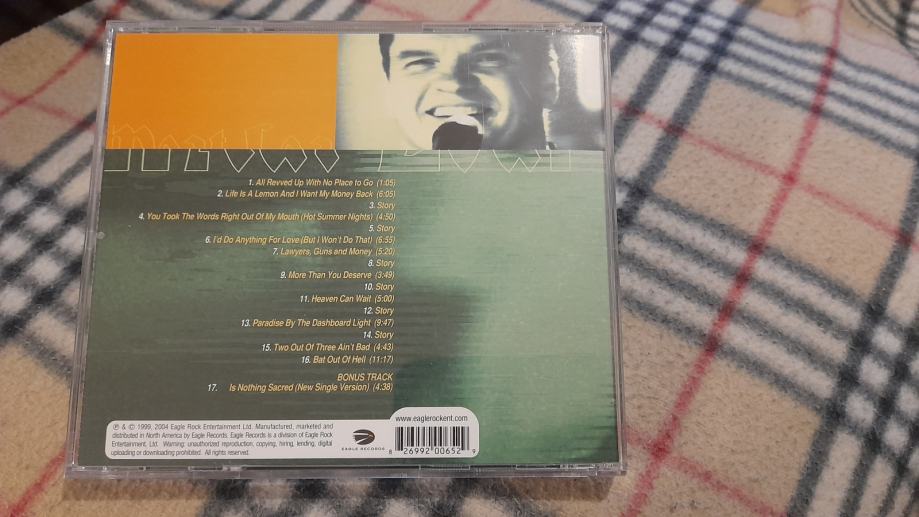 Meat Loaf
1. All Revved Up With No Place to Go (1:05)
2. Life Is A Lemon And I Want My Money Back (6:05)
3. Story
4. You Took The Words Right Out Of My Mouth (Hot Summer Nights) (4:50)
5. Story
6. I'd Do Anything For Love (But I Won't Do That) (6:55)
7. Lawyers, Guns and Money (5:20)
8. Story
9. More Than You Deserve (3:49)
10. Story
11. Heaven Can Wait (5:00)
12. Story
13. Paradise By The Dashboard Light (9:47)
14. Story
15. Two Out Of Three Ain't Bad (4:43)
16. Bat Out Of Hell (11:17)
BONUS TRACK
17. Is Nothing Sacred (New Single Version) (4:38)
℗ & © 1999, 2004 Eagle Rock Entertainment Ltd. Manufactured, marketed and
distributed in North America by Eagle Records. Eagle Records is a division of Eagle Rock
Entertainment, Ltd. Warning: unauthorized reproduction, copying, hiring, lending, digital
uploading or downloading prohibited. All rights reserved.
EAGLE RECORDS
www.eaglerockent.com
8 26992 00652 9